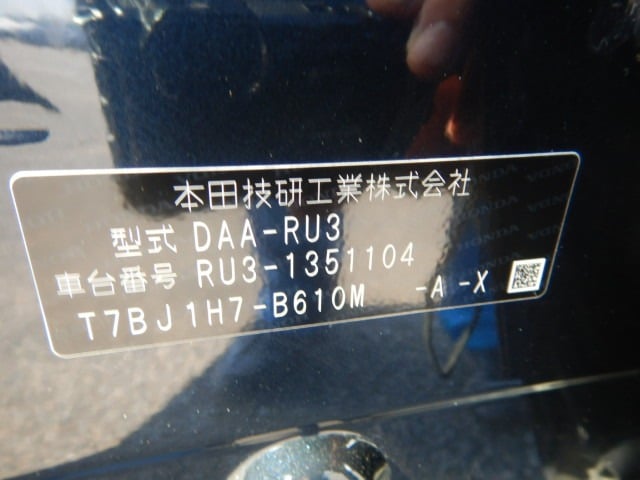 本田技研工業株式会社
型式 DAA-RU3
車台番号 RU3-1351104
T7BJ1H7-B610M -A -X